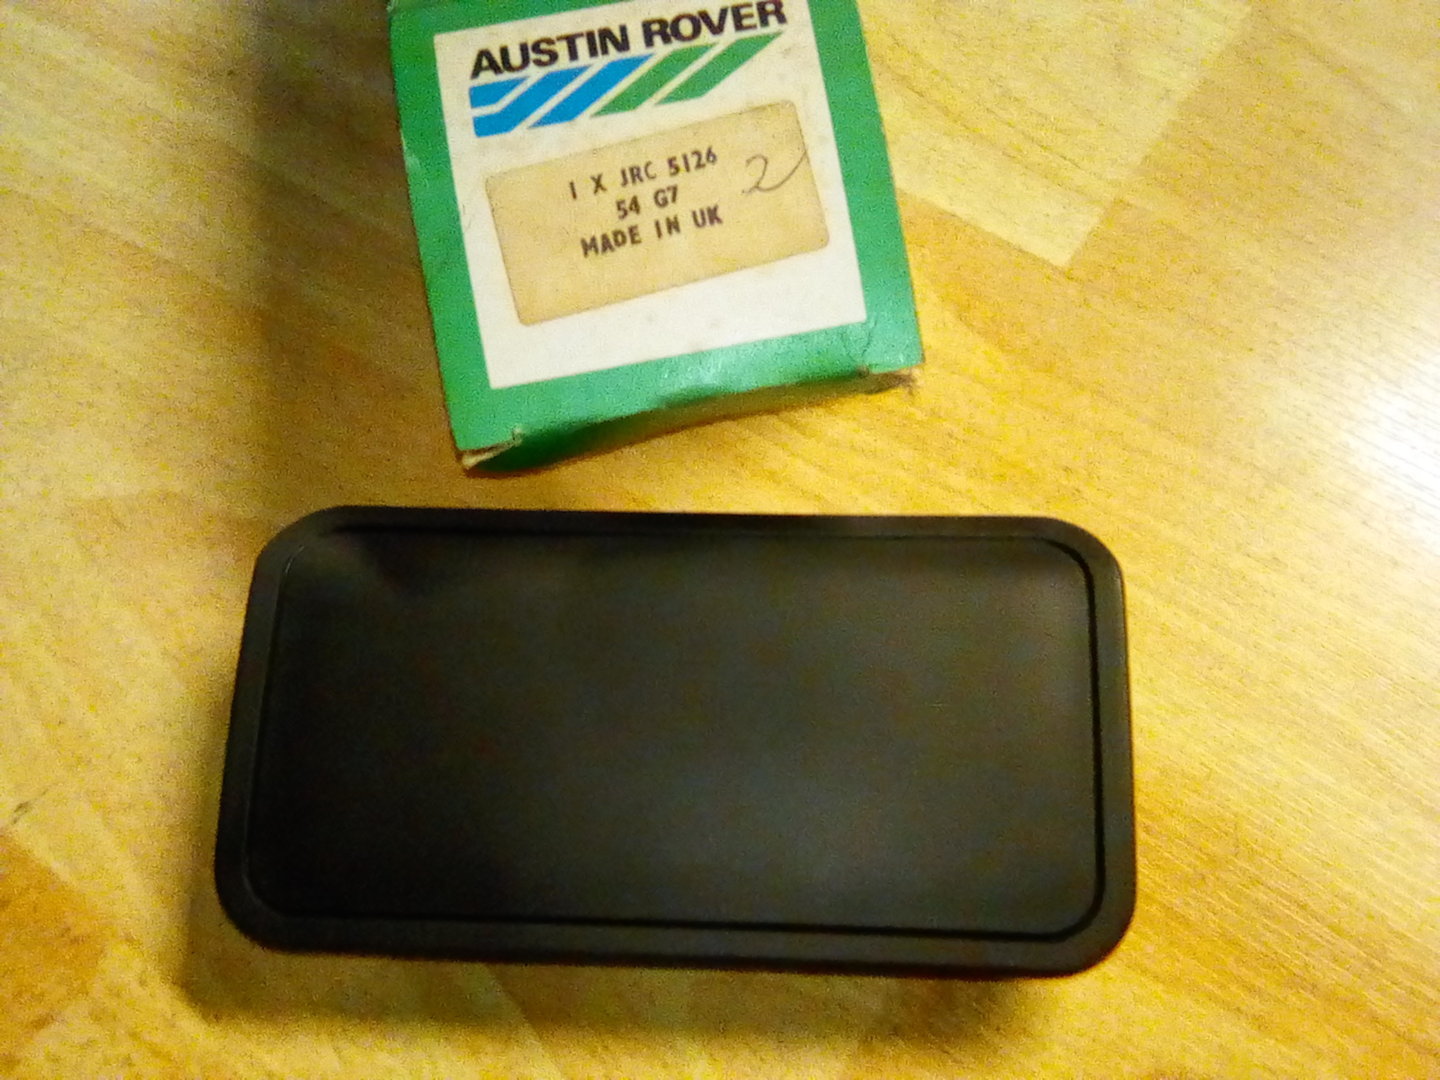 AUSTIN ROVER
1 X JRC 5126
2
54 G7
MADE IN UK